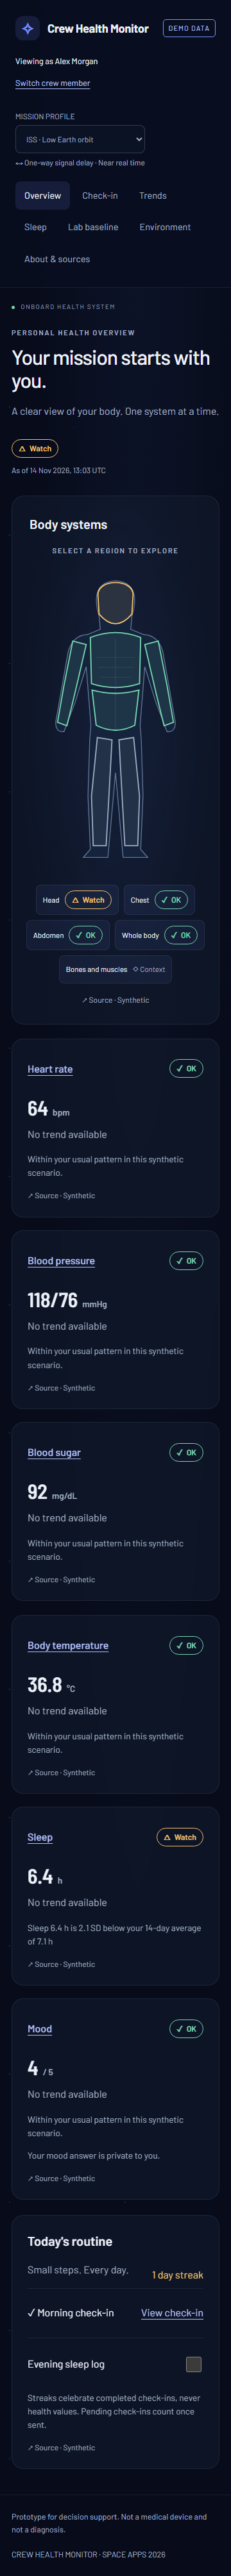 Crew Health Monitor
DEMO DATA
Viewing as Alex Morgan
Switch crew member
MISSION PROFILE
ISS · Low Earth orbit
↔ One-way signal delay · Near real time
Overview
Check-in
Trends
Sleep
Lab baseline
Environment
About & sources
ONBOARD HEALTH SYSTEM
PERSONAL HEALTH OVERVIEW
Your mission starts with
you.
A clear view of your body. One system at a time.
△ Watch
As of 14 Nov 2026, 13:03 UTC
Body systems
SELECT A REGION TO EXPLORE
Head △ Watch
Chest ✓ OK
Abdomen ✓ OK
Whole body ✓ OK
Bones and muscles ◇ Context
↗ Source · Synthetic
Heart rate
✓ OK
64 bpm
No trend available
Within your usual pattern in this synthetic
scenario.
↗ Source · Synthetic
Blood pressure
✓ OK
118/76 mmHg
No trend available
Within your usual pattern in this synthetic
scenario.
↗ Source · Synthetic
Blood sugar
✓ OK
92 mg/dL
No trend available
Within your usual pattern in this synthetic
scenario.
↗ Source · Synthetic
Body temperature
✓ OK
36.8 °C
No trend available
Within your usual pattern in this synthetic
scenario.
↗ Source · Synthetic
Sleep
△ Watch
6.4 h
No trend available
Sleep 6.4 h is 2.1 SD below your 14-day average
of 7.1 h
↗ Source · Synthetic
Mood
✓ OK
4 / 5
No trend available
Within your usual pattern in this synthetic
scenario.
Your mood answer is private to you.
↗ Source · Synthetic
Today's routine
Small steps. Every day.
1 day streak
✓ Morning check-in
View check-in
Evening sleep log
Streaks celebrate completed check-ins, never
health values. Pending check-ins count once
sent.
↗ Source · Synthetic
Prototype for decision support. Not a medical device and
not a diagnosis.
CREW HEALTH MONITOR · SPACE APPS 2026